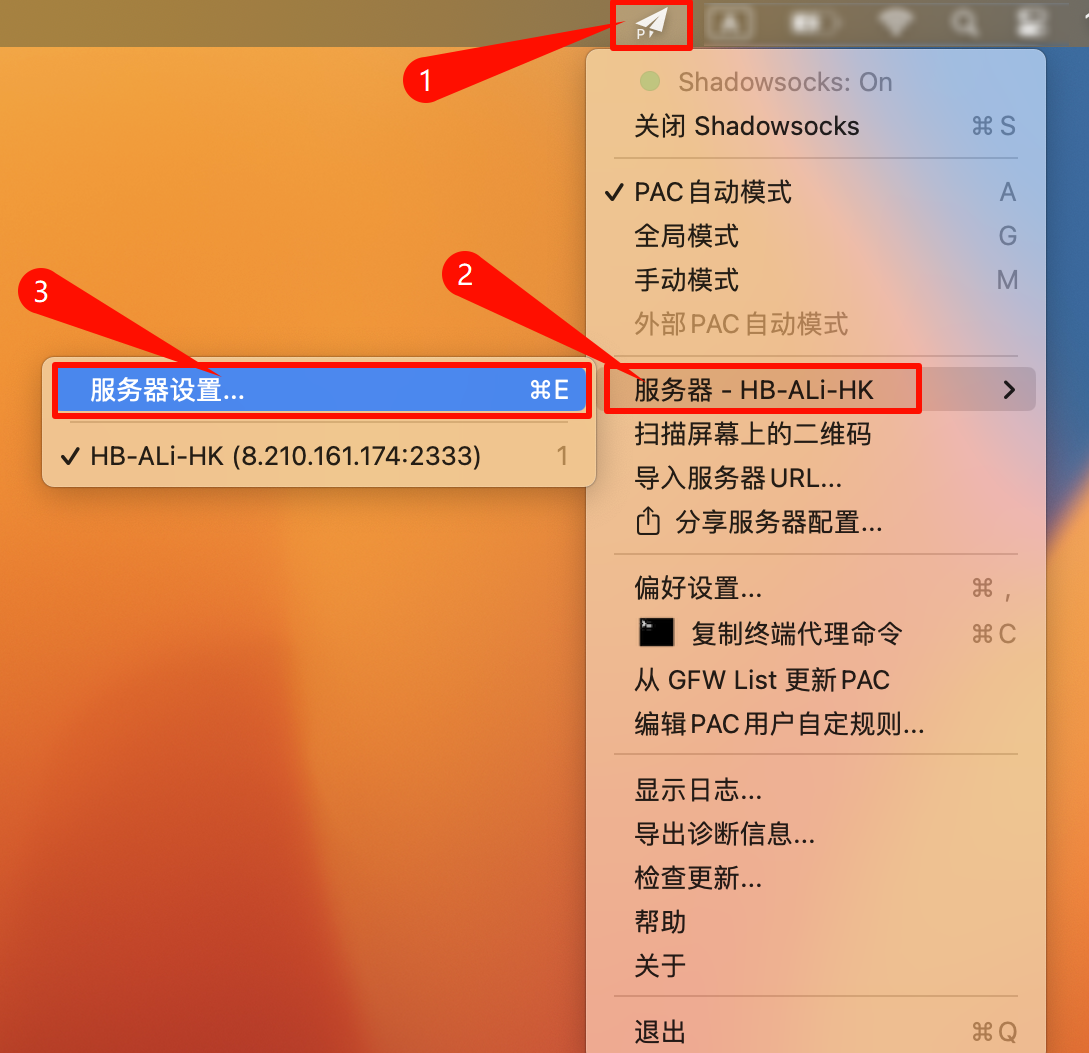 P
A
1
Shadowsocks: On
关闭 Shadowsocks ⌘ S
✓ PAC自动模式 A
全局模式 G
2
手动模式 M
3
外部PAC自动模式
服务器设置... ⌘E
服务器 - HB-ALi-HK
✓ HB-ALi-HK (8.210.161.174:2333) 1
扫描屏幕上的二维码
导入服务器URL...
分享服务器配置...
偏好设置... ⌘ ,
复制终端代理命令 ⌘ C
从 GFW List 更新PAC
编辑PAC用户自定规则...
显示日志...
导出诊断信息...
检查更新...
帮助
关于
退出 ⌘ Q